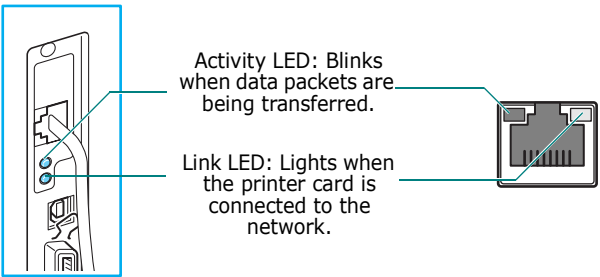 Activity LED: Blinks
when data packets are
being transferred.
Link LED: Lights when
the printer card is
connected to the
network.